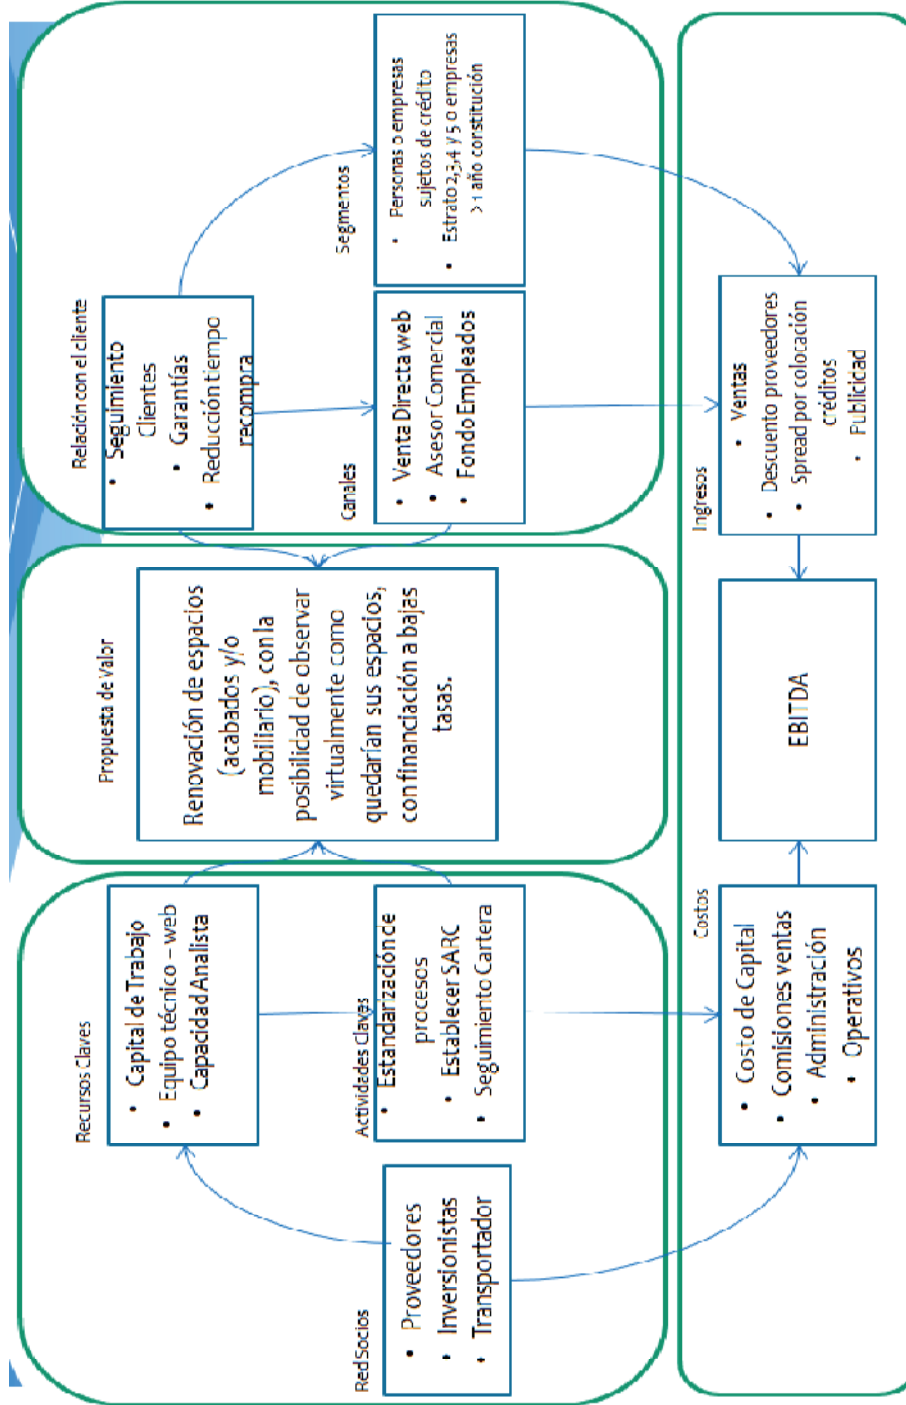 Red Socios
• Proveedores
• Inversionistas
• Transportador
Recursos Claves
• Capital de Trabajo
• Equipo técnico – web
• Capacidad Analista
Actividades Claves
• Estandarización de
procesos
• Establecer SARC
• Seguimiento Cartera
Propuesta de Valor
Renovación de espacios
(acabados y/o
mobiliario), con la
posibilidad de observar
virtualmente como
quedarían sus espacios,
con financiación a bajas
tasas.
Relación con el cliente
• Seguimiento
Clientes
• Garantías
• Reducción tiempo
recompra
Canales
• Venta Directa web
• Asesor Comercial
• Fondo Empleados
Segmentos
• Personas o empresas
sujetos de crédito
• Estrato 2,3,4 y 5 o empresas
>1 año constitución
Costos
• Costo de Capital
• Comisiones ventas
• Administración
• Operativos
EBITDA
Ingresos
• Ventas
• Descuento proveedores
• Spread por colocación
créditos
• Publicidad